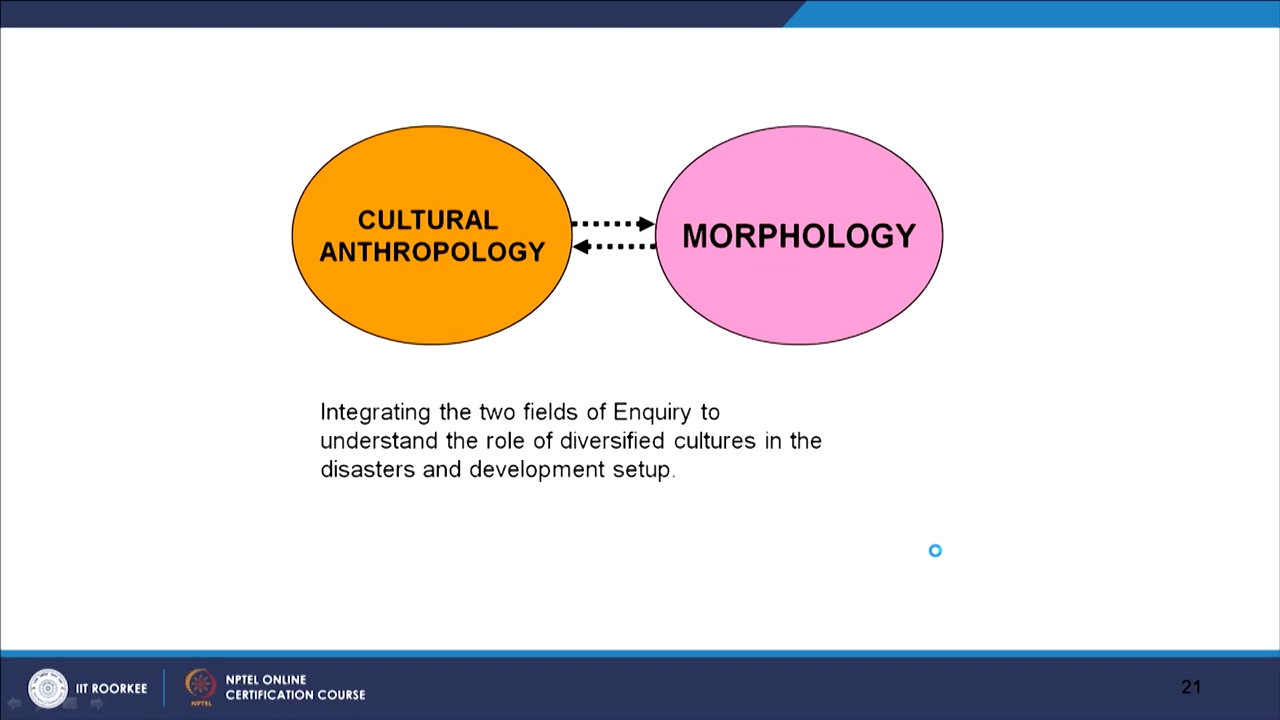 CULTURAL
ANTHROPOLOGY
MORPHOLOGY
Integrating the two fields of Enquiry to
understand the role of diversified cultures in the
disasters and development setup.
IIT ROORKEE
NPTEL
NPTEL ONLINE
CERTIFICATION COURSE
21